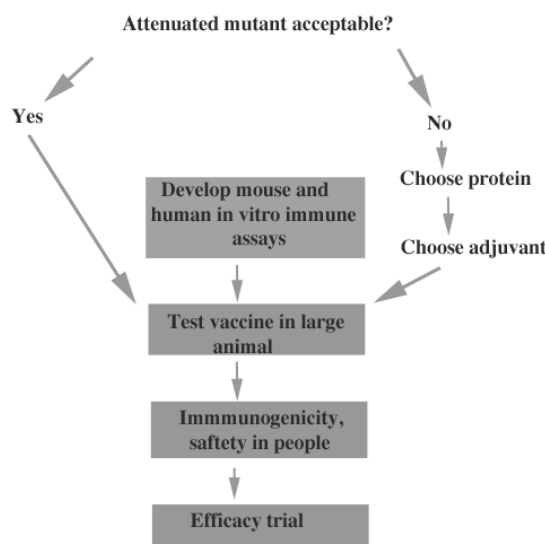 Attenuated mutant acceptable?
Yes
No
Choose protein
Choose adjuvant
Develop mouse and
human in vitro immune
assays
Test vaccine in large
animal
Immmunogenicity,
saftety in people
Efficacy trial